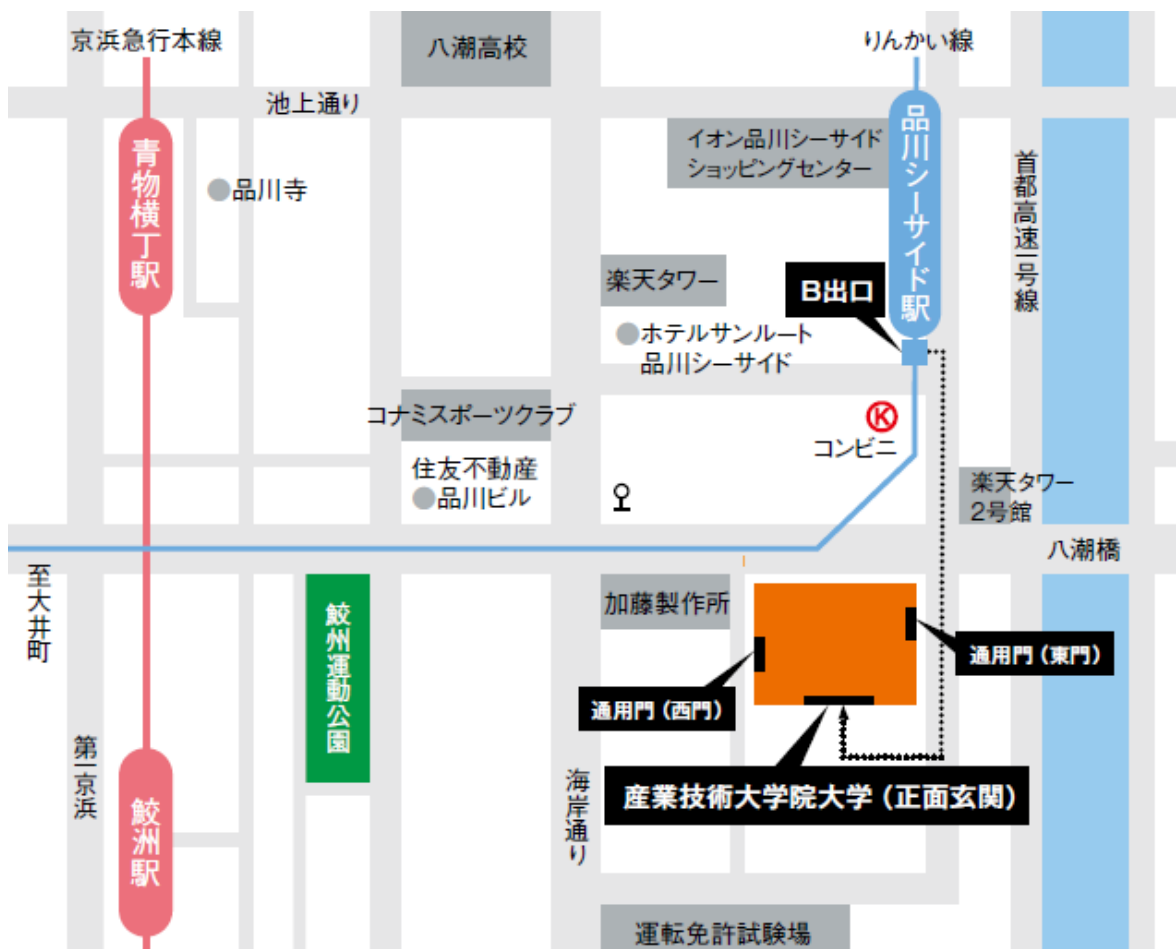 京浜急行本線
八潮高校
りんかい線
池上通り
青物横丁駅
品川寺
イオン品川シーサイド
ショッピングセンター
品川シーサイド駅
首都高速一号線
楽天タワー
B出口
ホテルサンルート
品川シーサイド
コナミスポーツクラブ
K
コンビニ
住友不動産
品川ビル
楽天タワー
2号館
八潮橋
至大井町
鮫州運動公園
加藤製作所
通用門（東門）
通用門（西門）
第一京浜
鮫洲駅
海岸通り
産業技術大学院大学（正面玄関）
運転免許試験場